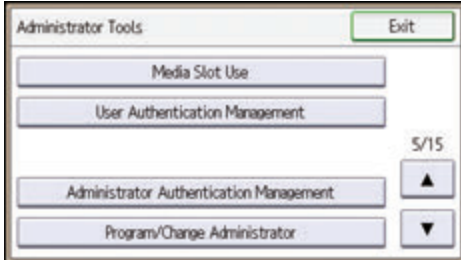 Administrator Tools
Exit
Media Slot Use
User Authentication Management
5/15
▲
Administrator Authentication Management
▼
Program/Change Administrator